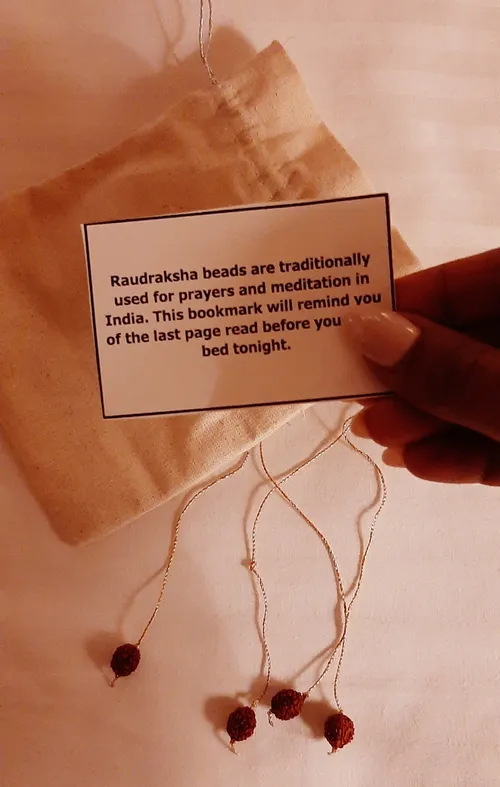 Raudraksha beads are traditionally
used for prayers and meditation in
India. This bookmark will remind you
of the last page read before you
bed tonight.